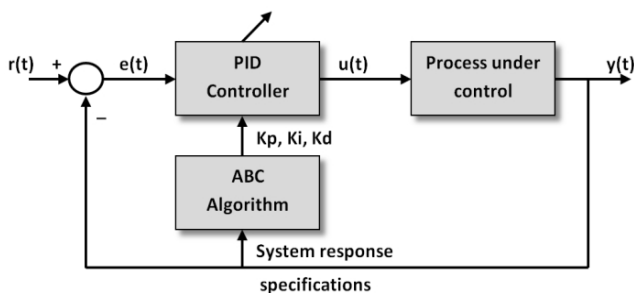 r(t)
+
e(t)
PID
Controller
u(t)
Process under
control
y(t)
–
Kp, Ki, Kd
ABC
Algorithm
System response
specifications